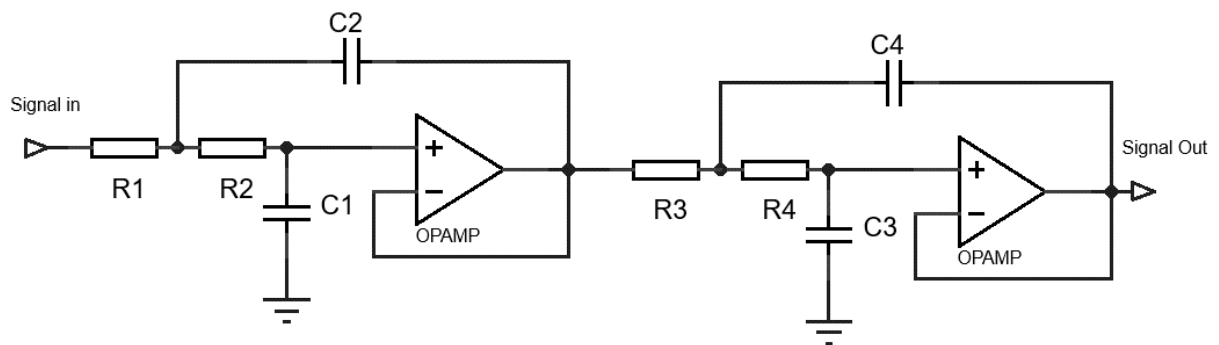 C2
C4
Signal in
Signal Out
R1
R2
C1
+
−
OPAMP
R3
R4
C3
+
−
OPAMP